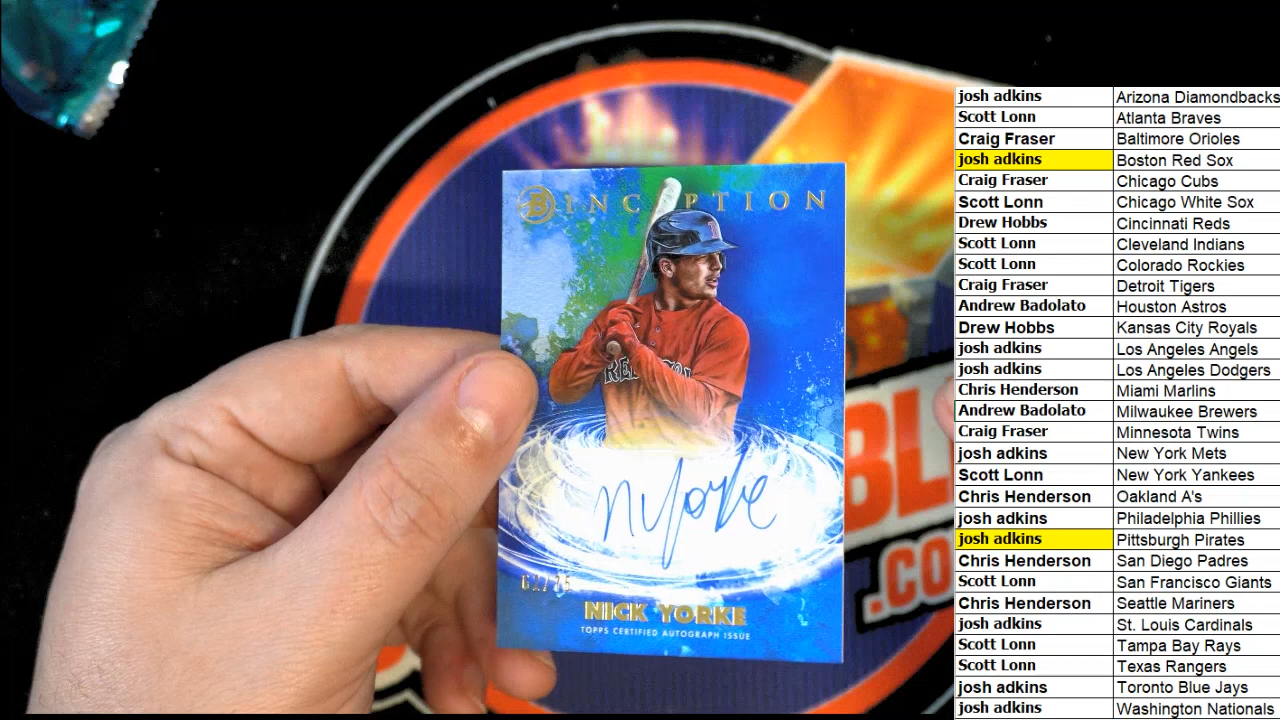 B INCEPTION
RED SOX
N Yorke
NICK YORKE
TOPPS CERTIFIED AUTOGRAPH ISSUE
BL
.CO
josh adkins Arizona Diamondbacks
Scott Lonn Atlanta Braves
Craig Fraser Baltimore Orioles
josh adkins Boston Red Sox
Craig Fraser Chicago Cubs
Scott Lonn Chicago White Sox
Drew Hobbs Cincinnati Reds
Scott Lonn Cleveland Indians
Scott Lonn Colorado Rockies
Craig Fraser Detroit Tigers
Andrew Badolato Houston Astros
Drew Hobbs Kansas City Royals
josh adkins Los Angeles Angels
josh adkins Los Angeles Dodgers
Chris Henderson Miami Marlins
Andrew Badolato Milwaukee Brewers
Craig Fraser Minnesota Twins
josh adkins New York Mets
Scott Lonn New York Yankees
Chris Henderson Oakland A's
josh adkins Philadelphia Phillies
josh adkins Pittsburgh Pirates
Chris Henderson San Diego Padres
Scott Lonn San Francisco Giants
Chris Henderson Seattle Mariners
josh adkins St. Louis Cardinals
Scott Lonn Tampa Bay Rays
Scott Lonn Texas Rangers
josh adkins Toronto Blue Jays
josh adkins Washington Nationals